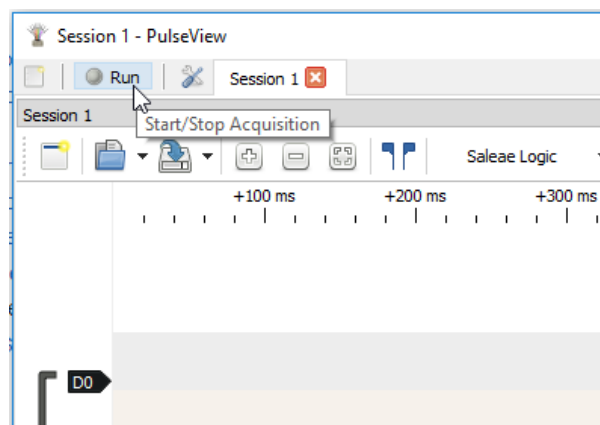 Session 1 - PulseView
Run
Session 1
Session 1
Start/Stop Acquisition
Saleae Logic
+100 ms +200 ms +300 ms
D0